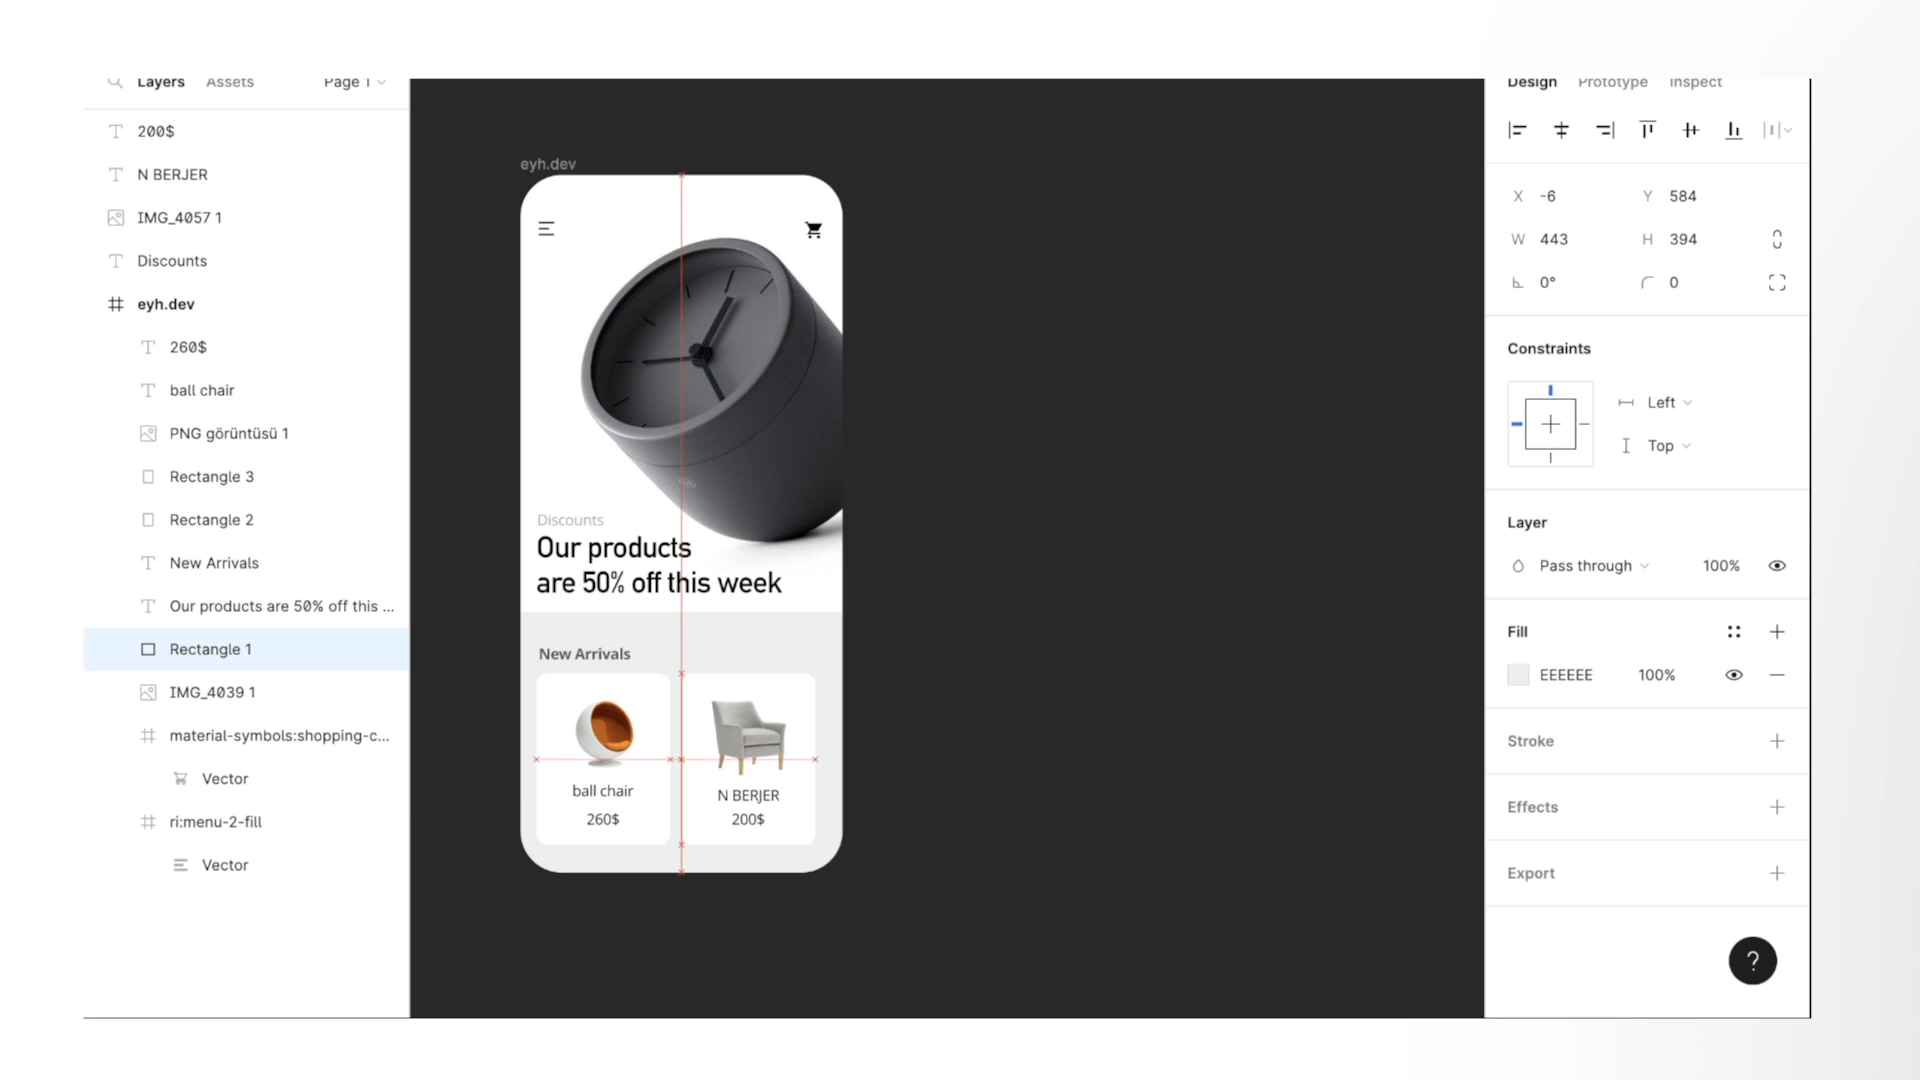 Layers Assets Page 1
200$
N BERJER
IMG_4057 1
Discounts
eyh.dev
260$
ball chair
PNG görüntüsü 1
Rectangle 3
Rectangle 2
New Arrivals
Our products are 50% off this ...
Rectangle 1
IMG_4039 1
material-symbols:shopping-c...
Vector
ri:menu-2-fill
Vector
eyh.dev
Discounts
Our products
are 50% off this week
New Arrivals
ball chair
260$
N BERJER
200$
Design Prototype Inspect
X -6 Y 584
W 443 H 394
0° 0
Constraints
Left
Top
Layer
Pass through 100%
Fill
EEEEEE 100%
Stroke
Effects
Export
?